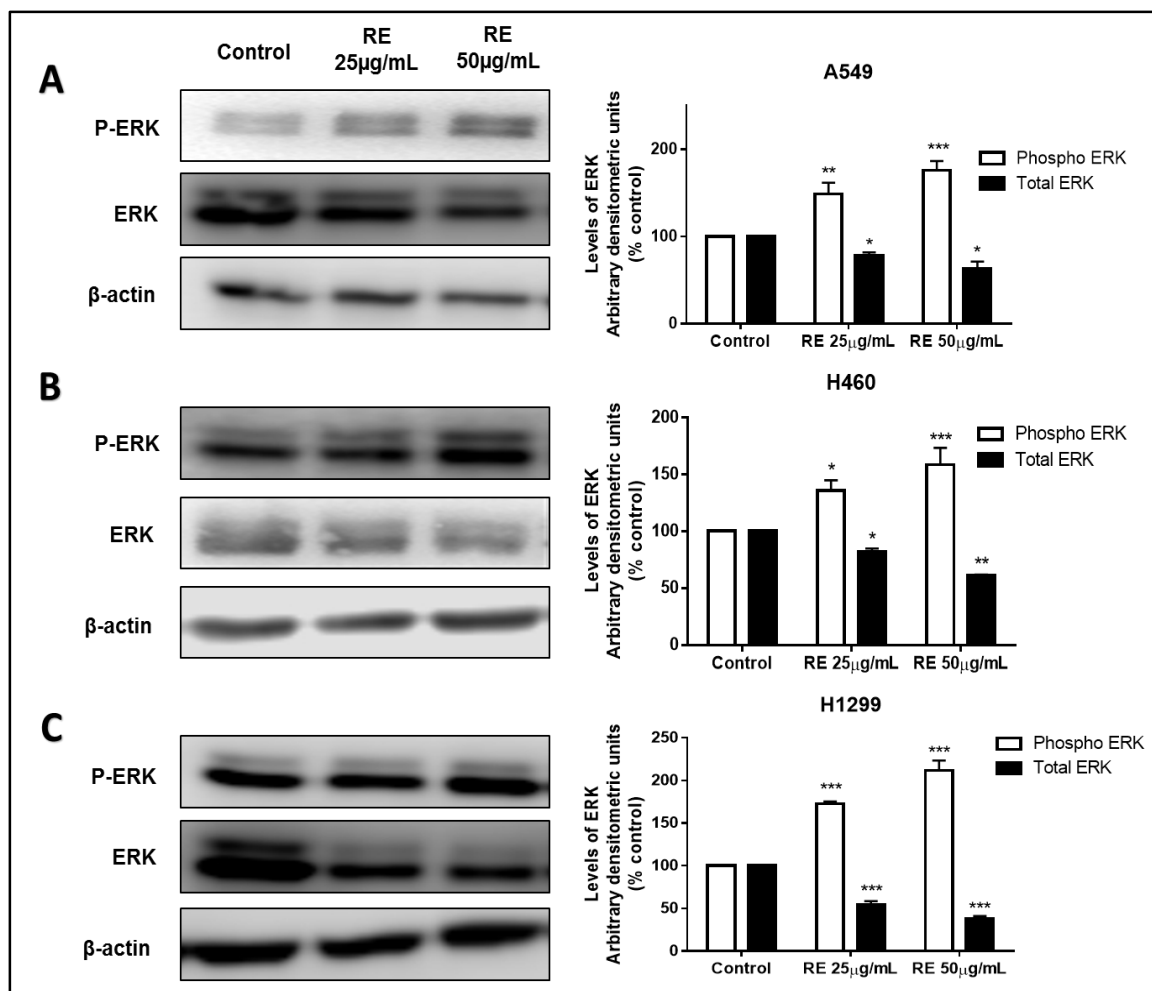 Control
RE
25µg/mL
RE
50µg/mL
A
P-ERK
ERK
β-actin
A549
Levels of ERK
Arbitrary densitometric units
(% control)
200
100
0
**
*
***
*
Control
RE 25µg/mL
RE 50µg/mL
Phospho ERK
Total ERK
B
P-ERK
ERK
β-actin
H460
Levels of ERK
Arbitrary densitometric units
(% control)
200
150
100
50
0
*
*
***
**
Control
RE 25µg/mL
RE 50µg/mL
Phospho ERK
Total ERK
C
P-ERK
ERK
β-actin
H1299
Levels of ERK
Arbitrary densitometric units
(% control)
250
200
150
100
50
0
***
***
***
***
Control
RE 25µg/mL
RE 50µg/mL
Phospho ERK
Total ERK